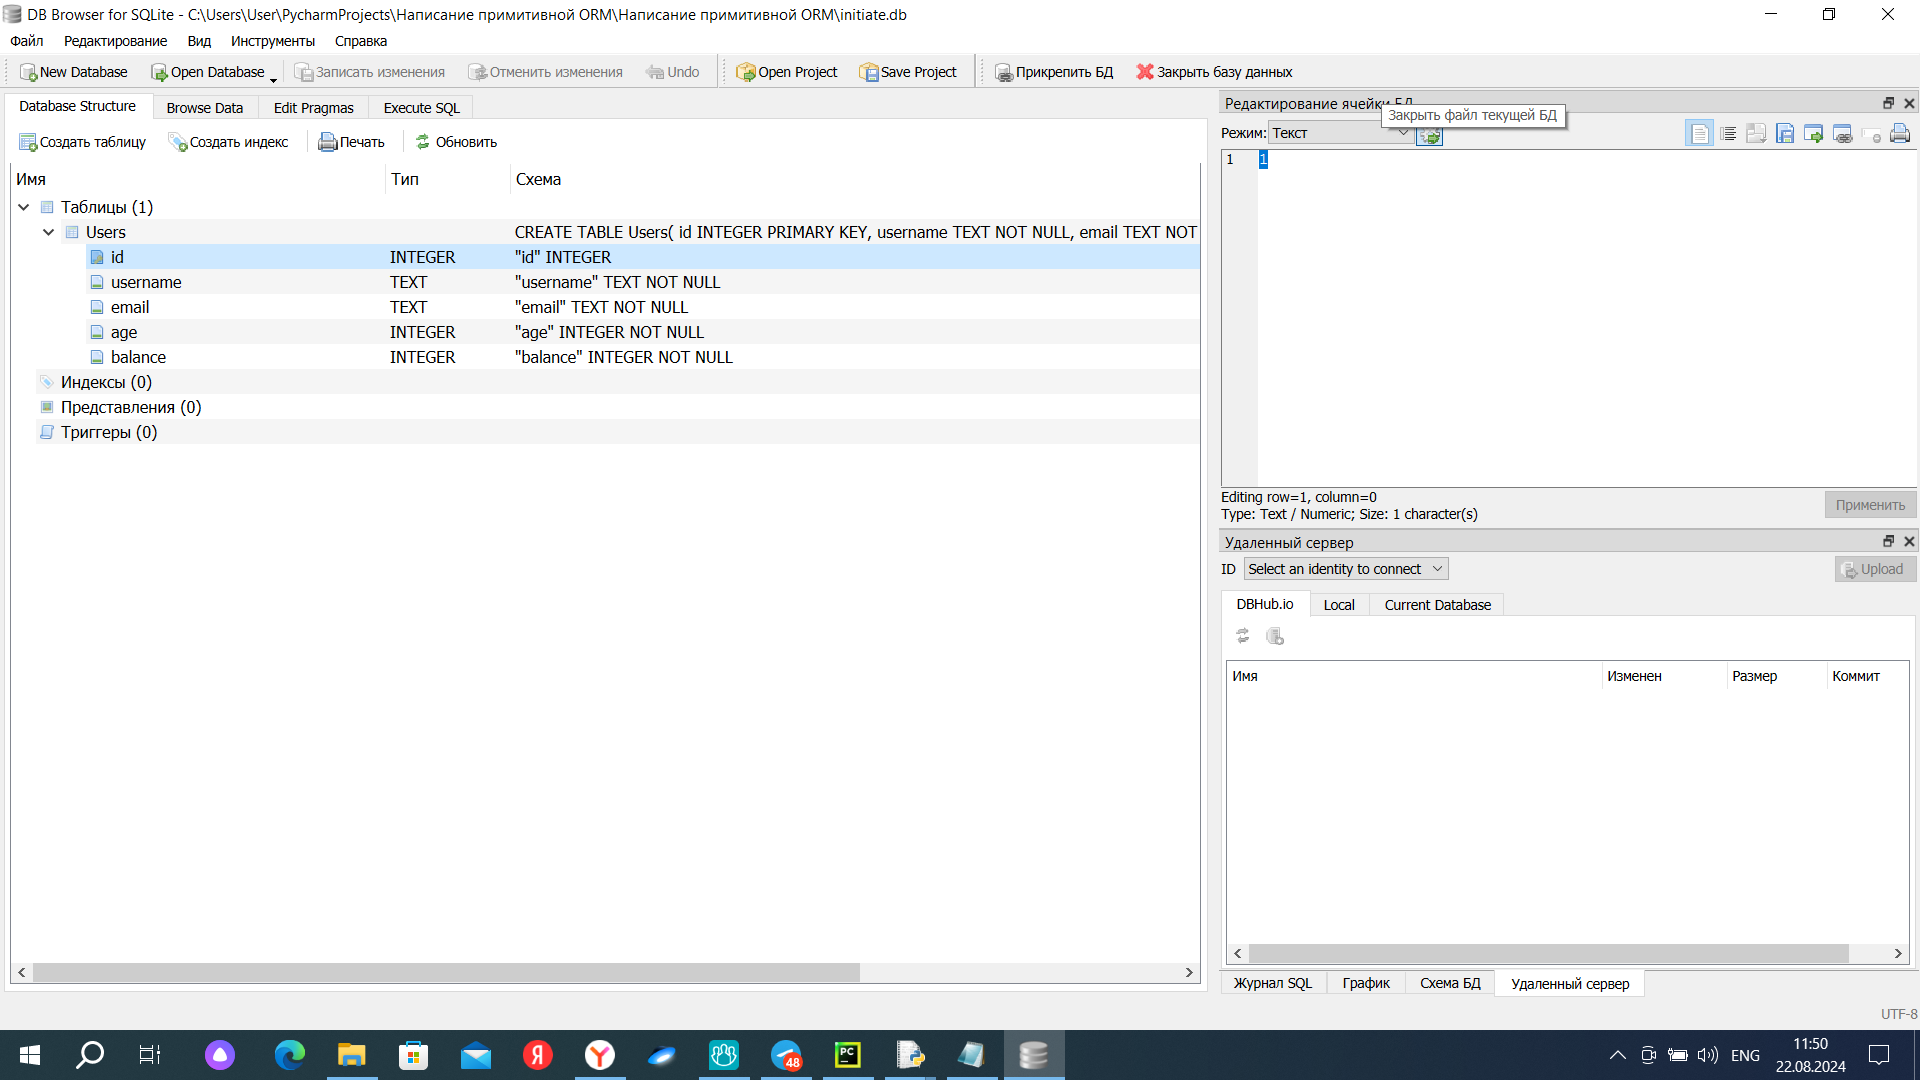 DB Browser for SQLite - C:\Users\User\PycharmProjects\Написание примитивной ORM\Написание примитивной ORM\initiate.db
Файл Редактирование Вид Инструменты Справка
New Database Open Database Записать изменения Отменить изменения Undo Open Project Save Project Прикрепить БД Закрыть базу данных
Database Structure Browse Data Edit Pragmas Execute SQL
Создать таблицу Создать индекс Печать Обновить
Имя Тип Схема
Таблицы (1)
Users CREATE TABLE Users( id INTEGER PRIMARY KEY, username TEXT NOT NULL, email TEXT NOT
id INTEGER "id" INTEGER
username TEXT "username" TEXT NOT NULL
email TEXT "email" TEXT NOT NULL
age INTEGER "age" INTEGER NOT NULL
balance INTEGER "balance" INTEGER NOT NULL
Индексы (0)
Представления (0)
Триггеры (0)
Редактирование ячейки БД
Закрыть файл текущей БД
Режим: Текст
1 1
Editing row=1, column=0
Type: Text / Numeric; Size: 1 character(s)
Применить
Удаленный сервер
ID Select an identity to connect Upload
DBHub.io Local Current Database
Имя Изменен Размер Коммит
Журнал SQL График Схема БД Удаленный сервер
UTF-8
Я Y 48 PC ENG
11:50
22.08.2024